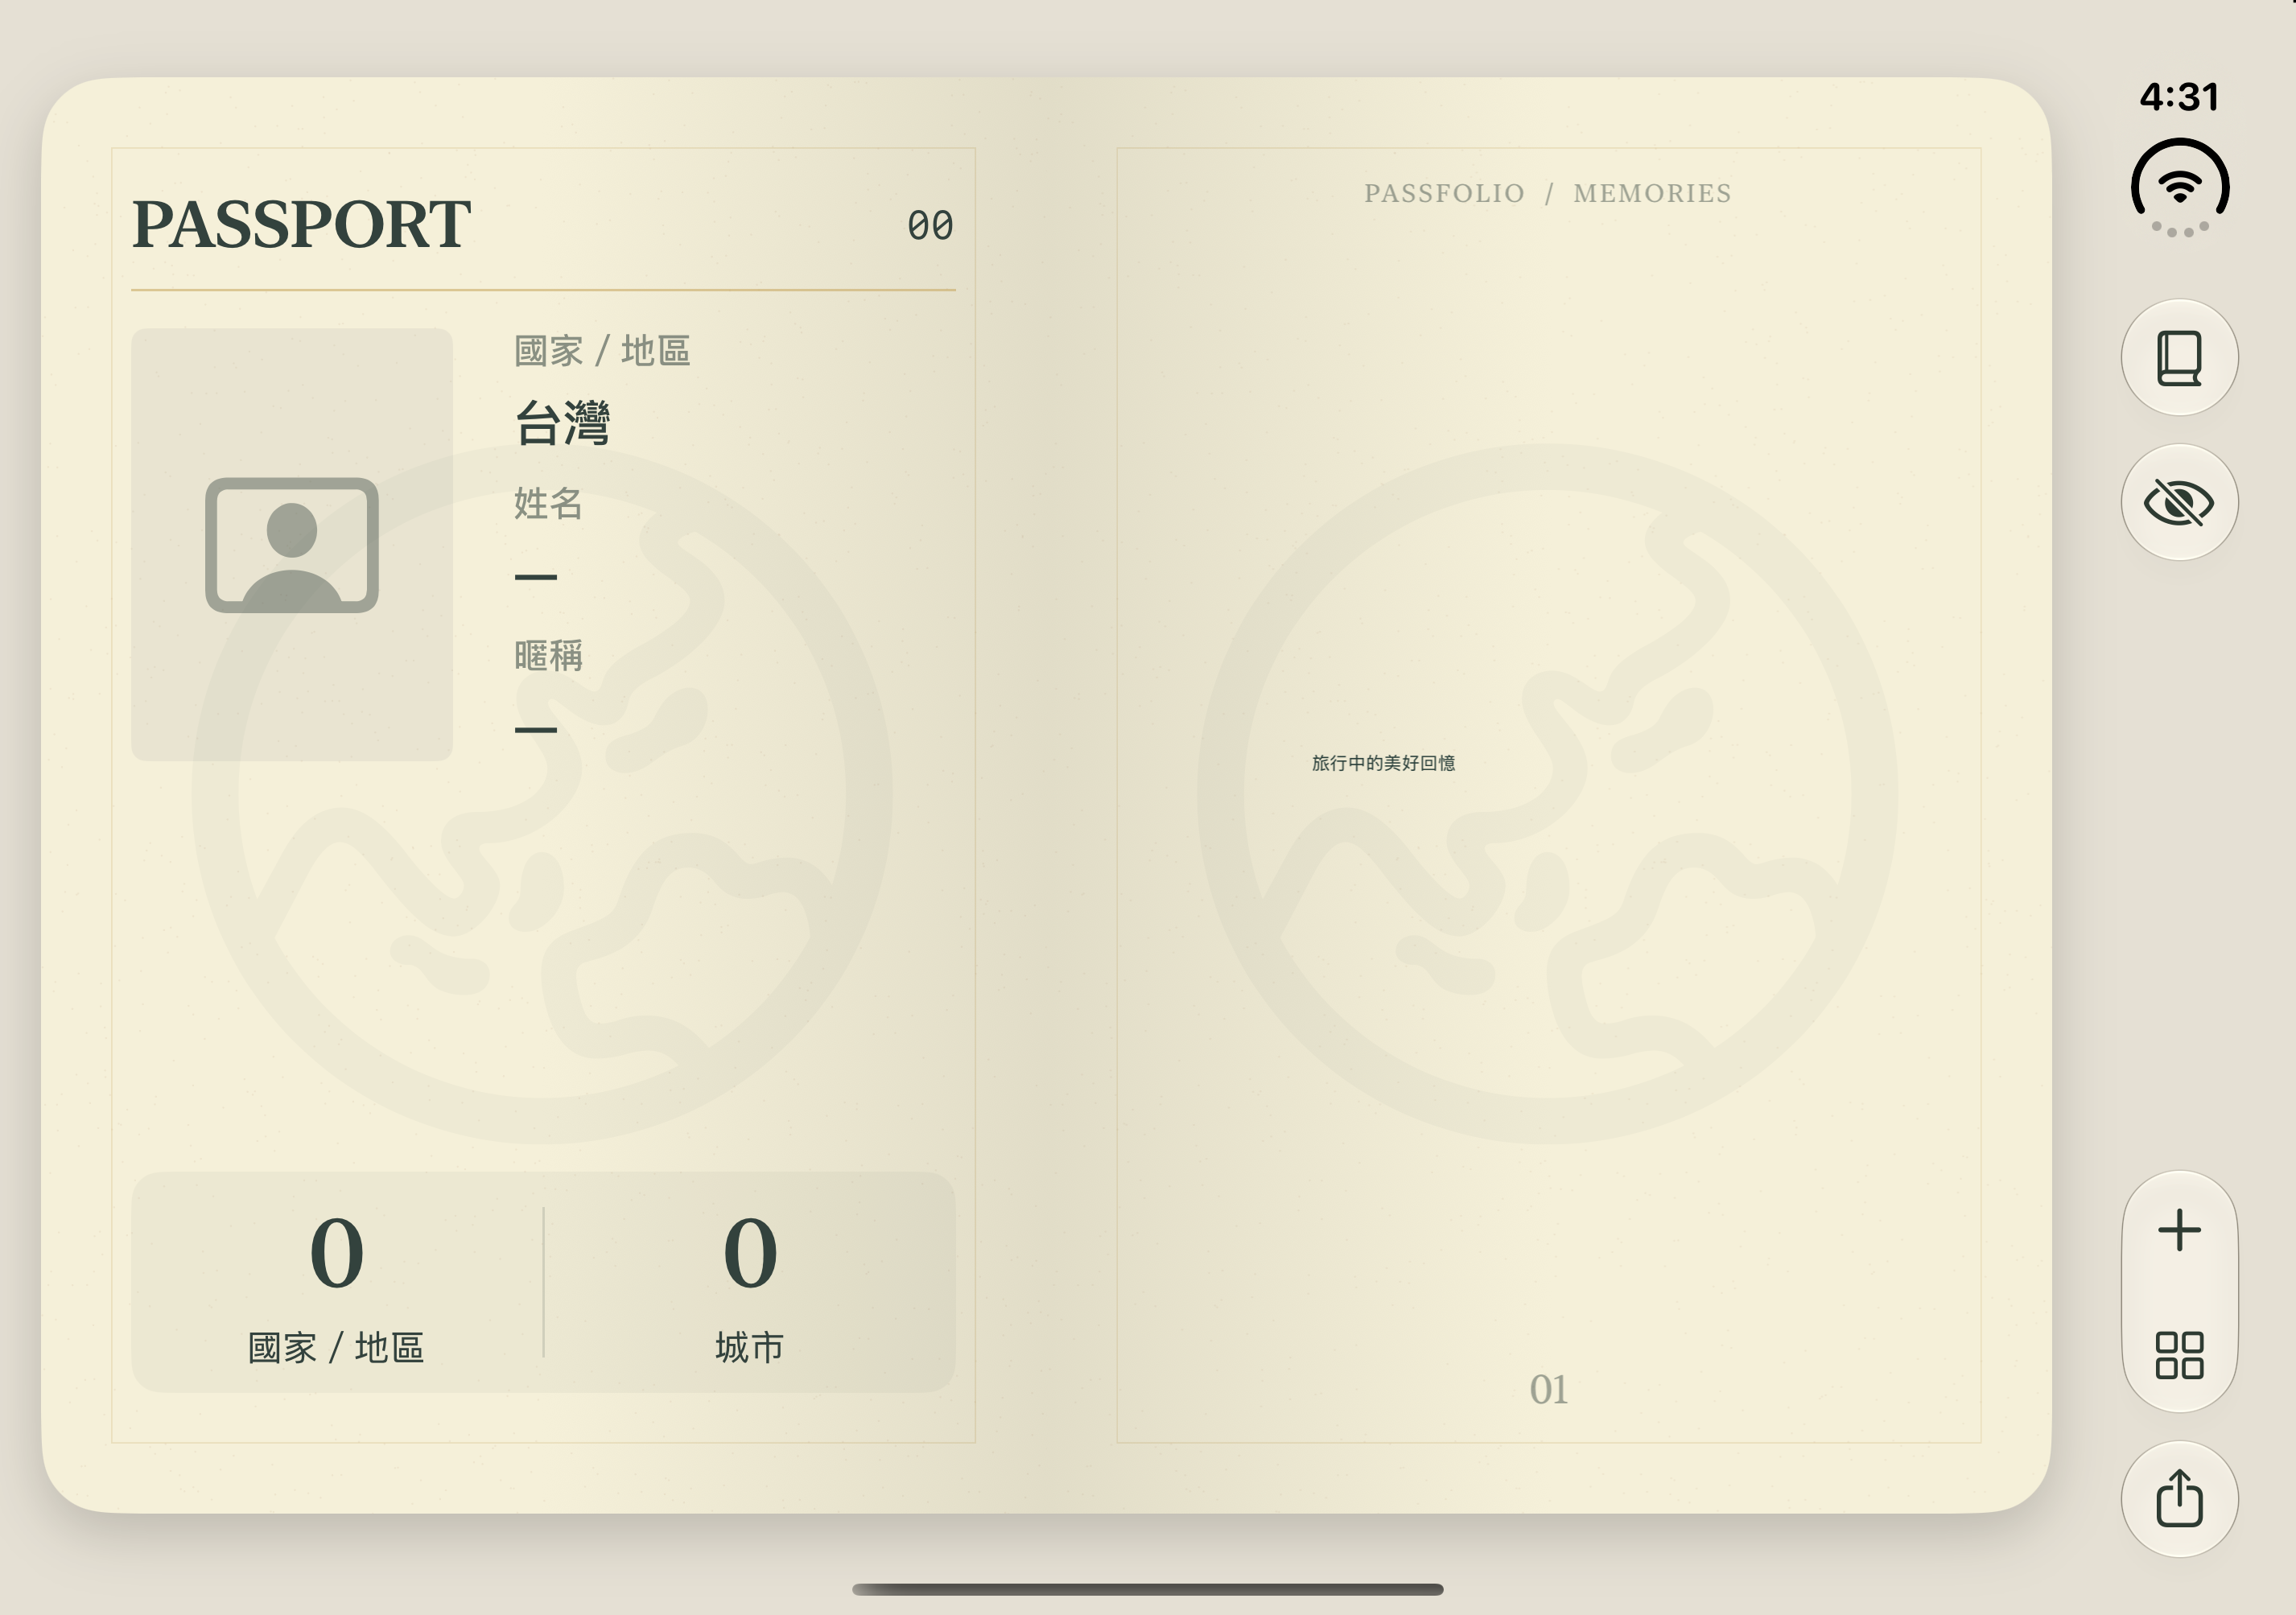 4:31
PASSPORT
00
國家 / 地區
台灣
姓名
—
暱稱
—
0
國家 / 地區
0
城市
PASSFOLIO / MEMORIES
旅行中的美好回憶
01